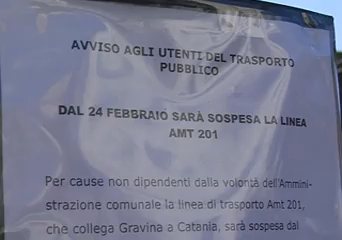 AVVISO AGLI UTENTI DEL TRASPORTO
PUBBLICO
DAL 24 FEBBRAIO SARÀ SOSPESA LA LINEA
AMT 201
Per cause non dipendenti dalla volontà dell'Ammini-
strazione comunale la linea di trasporto Amt 201,
che collega Gravina a Catania, sarà sospesa dal